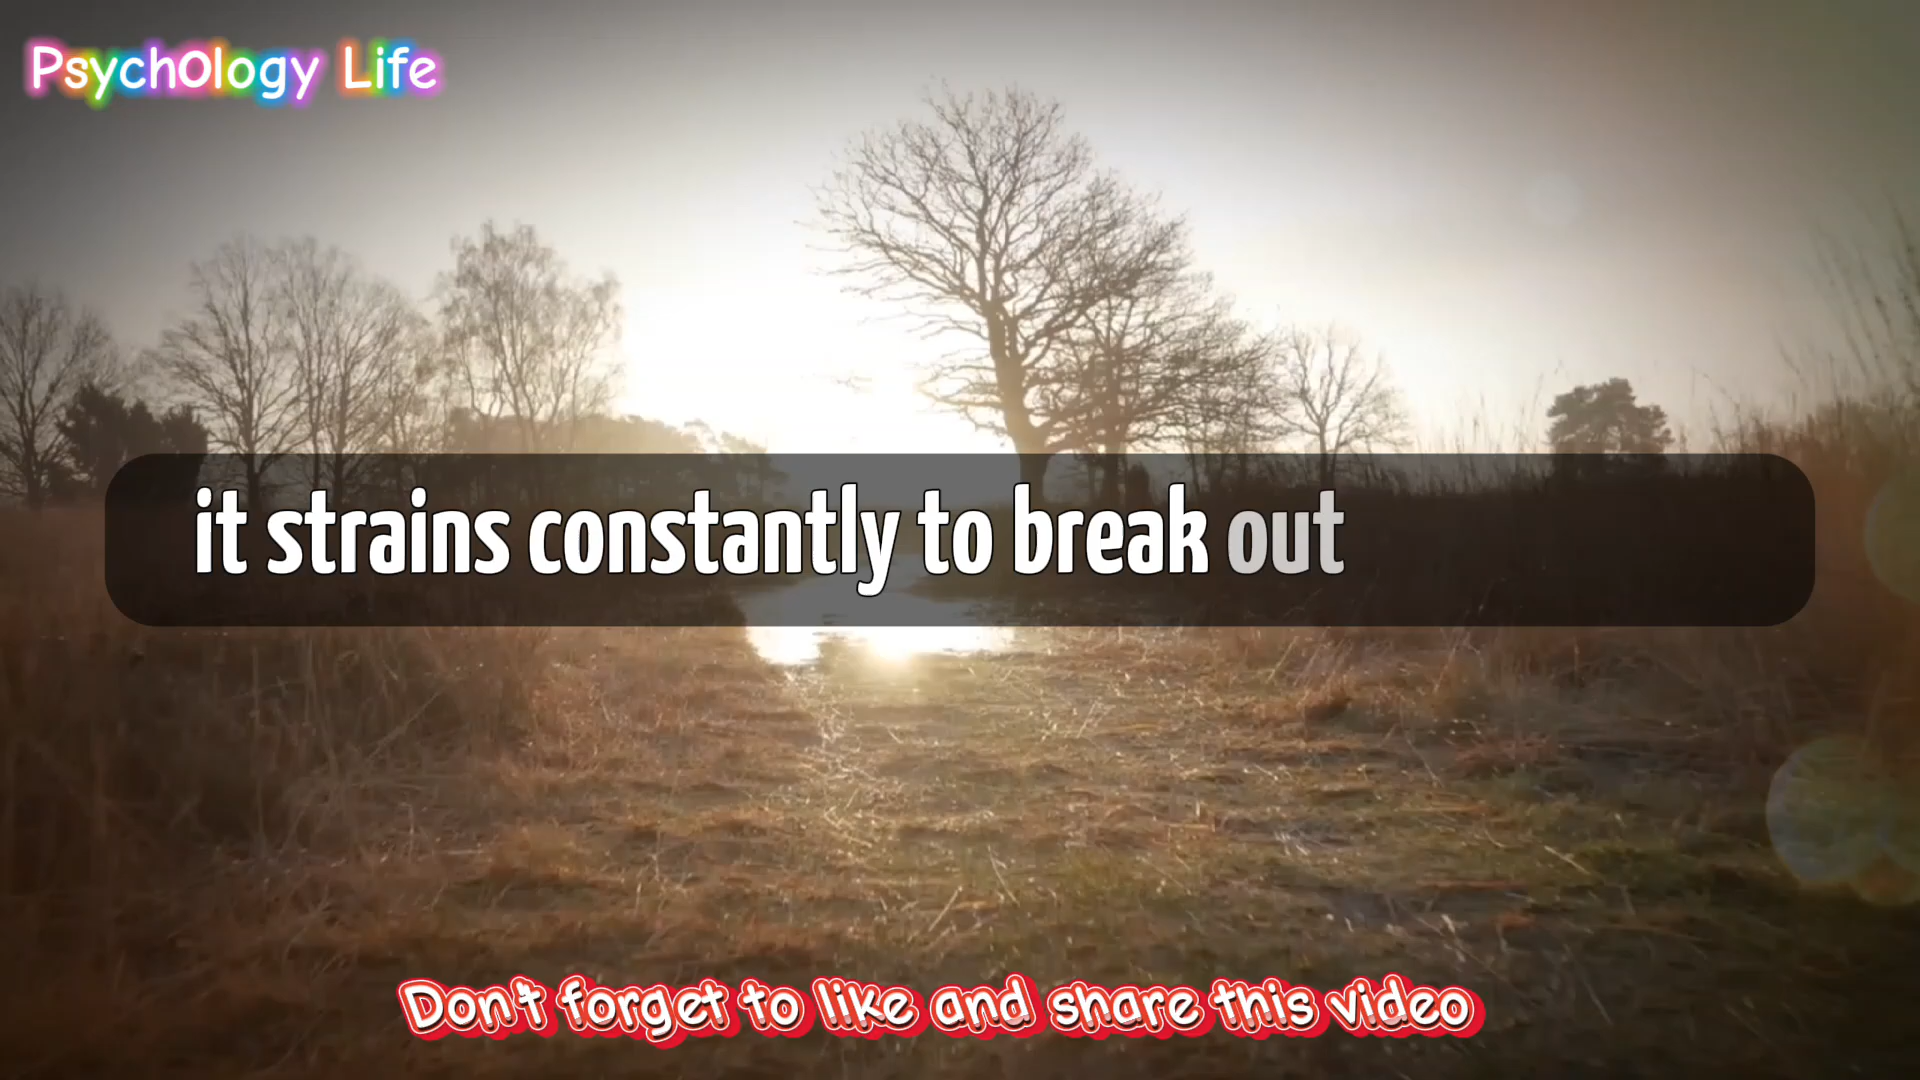 Psych0logy Life
it strains constantly to break out
Don't forget to like and share this video